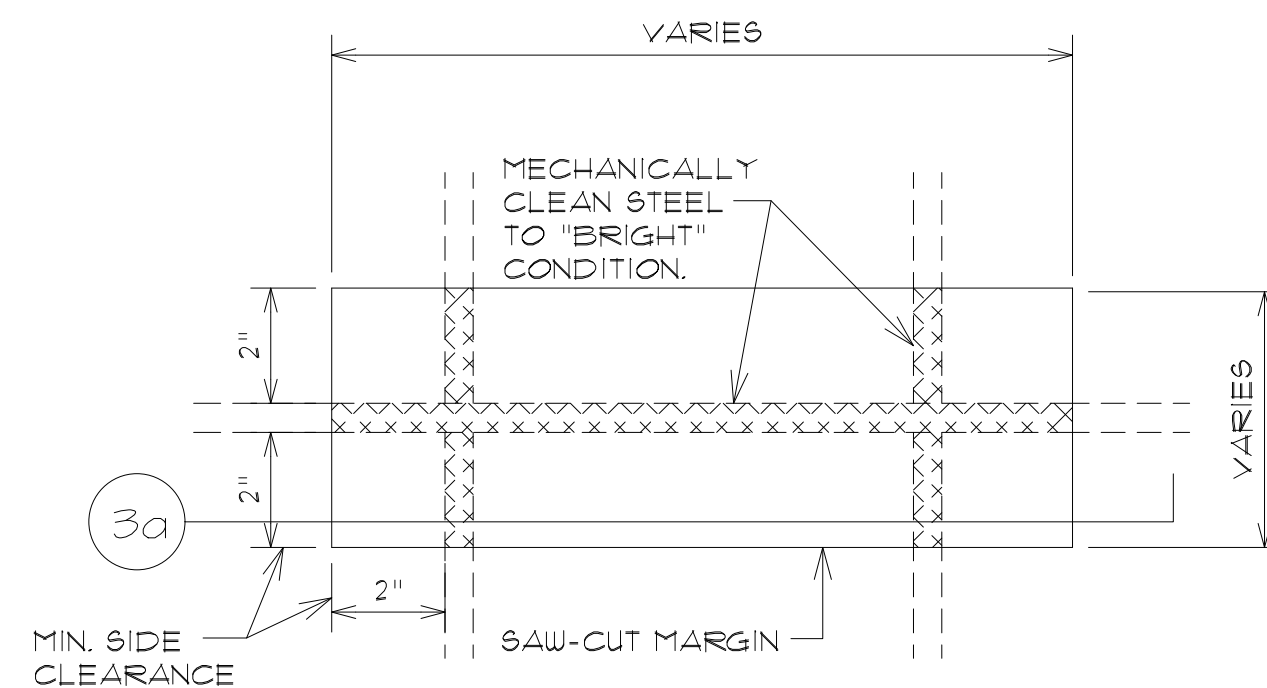 VARIES
MECHANICALLY
CLEAN STEEL
TO "BRIGHT"
CONDITION.
2"
VARIES
2"
3a
2"
MIN. SIDE
CLEARANCE
SAW-CUT MARGIN